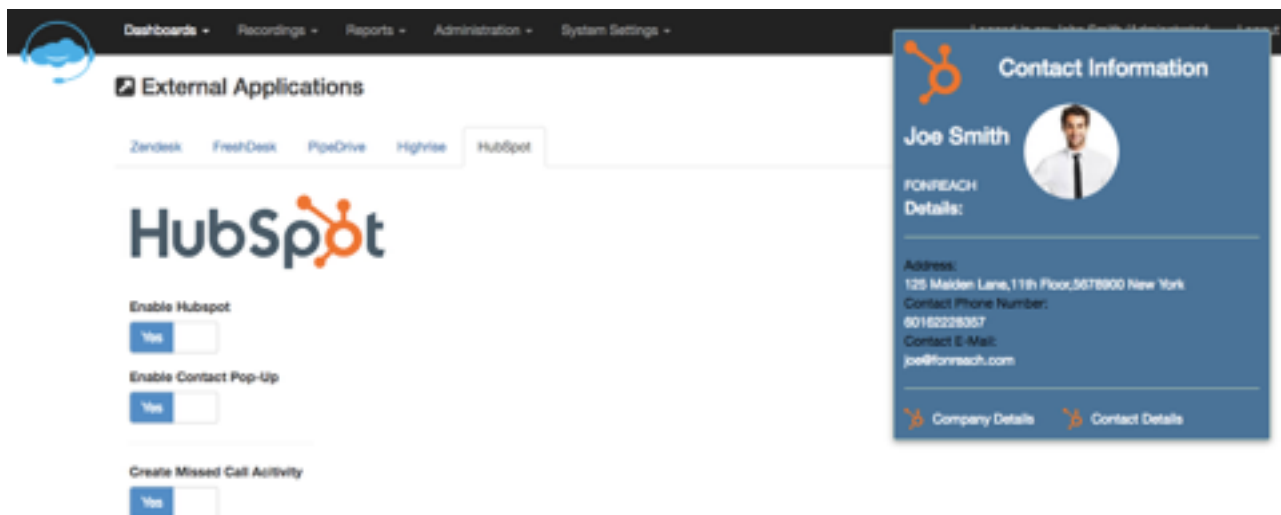 Dashboards Recordings Reports Administration System Settings
External Applications
Zendesk FreshDesk PipeDrive Highrise HubSpot
HubSpot
Enable Hubspot
Yes
Enable Contact Pop-Up
Yes
Create Missed Call Acitivity
Yes
Contact Information
Joe Smith
FONREACH
Details:
Address:
125 Maiden Lane,11th Floor,5678900 New York
Contact Phone Number:
60162228357
Contact E-Mail:
joe@fonreach.com
Company Details Contact Details